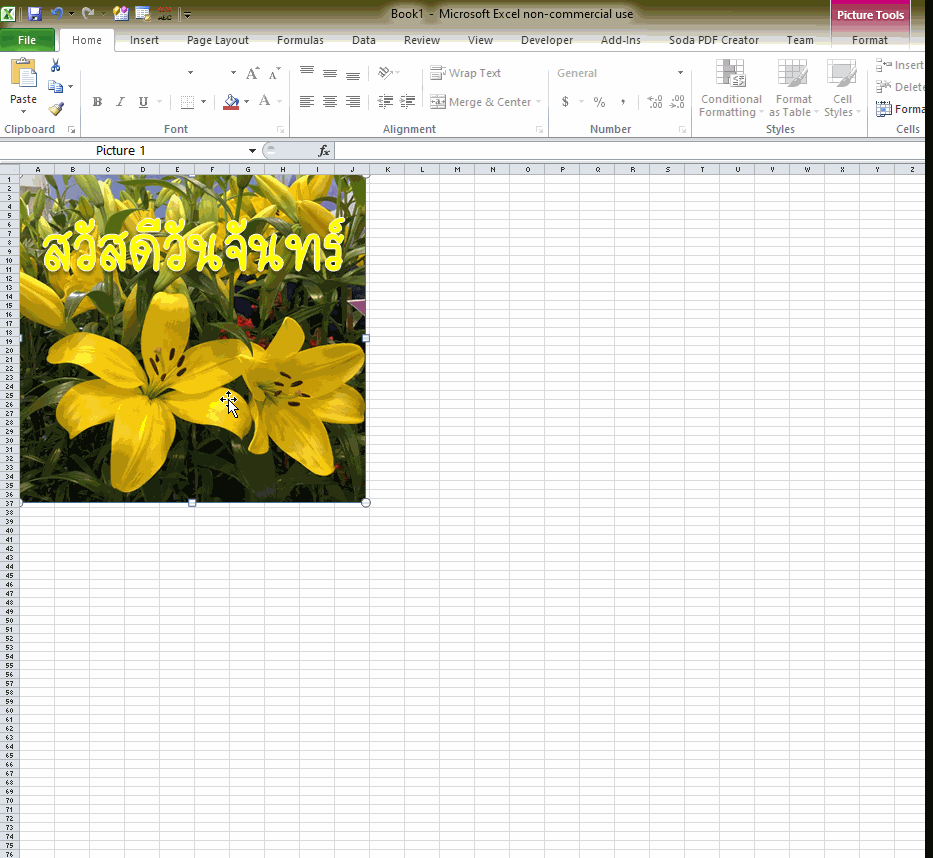 Book1 - Microsoft Excel non-commercial use
Picture Tools
File Home Insert Page Layout Formulas Data Review View Developer Add-Ins Soda PDF Creator Team Format
Wrap Text
General
Insert
Paste
B I U
A
Merge & Center
$ % ,
Conditional Formatting
Format as Table
Cell Styles
Delete
Forma
Clipboard
Font
Alignment
Number
Styles
Cells
Picture 1
fx
A B C D E F G H I J K L M N O P Q R S T U V W X Y Z
สวัสดีวันจันทร์
1
2
3
4
5
6
7
8
9
10
11
12
13
14
15
16
17
18
19
20
21
22
23
24
25
26
27
28
29
30
31
32
33
34
35
36
37
38
39
40
41
42
43
44
45
46
47
48
49
50
51
52
53
54
55
56
57
58
59
60
61
62
63
64
65
66
67
68
69
70
71
72
73
74
75
76